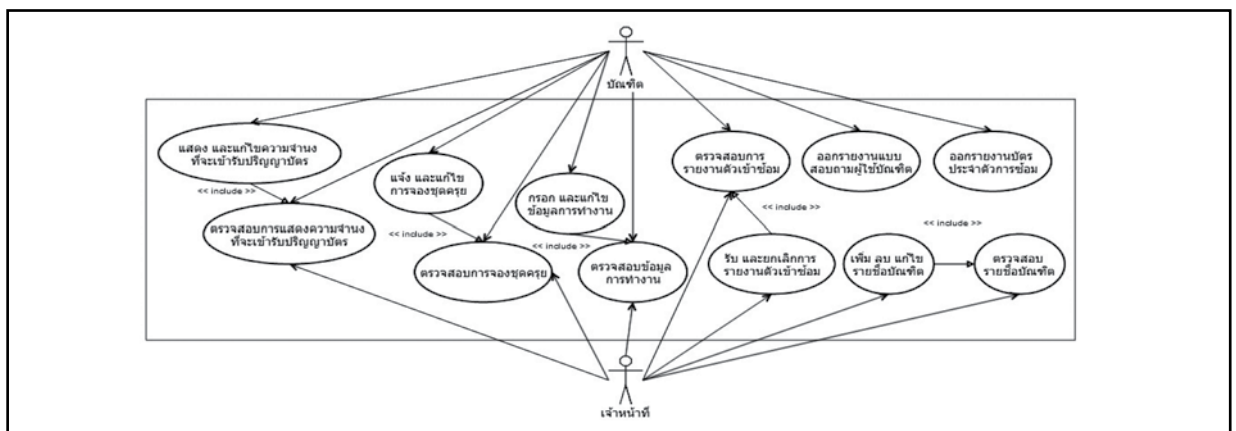 บัณฑิต
แสดง และแก้ไขความจำนง
ที่จะเข้ารับปริญญาบัตร
<< include >>
ตรวจสอบการแสดงความจำนง
ที่จะเข้ารับปริญญาบัตร
แจ้ง และแก้ไข
การจองชุดครุย
<< include >>
ตรวจสอบการจองชุดครุย
กรอก และแก้ไข
ข้อมูลการทำงาน
<< include >>
ตรวจสอบข้อมูล
การทำงาน
ตรวจสอบการ
รายงานตัวเข้าซ้อม
<< include >>
รับ และยกเลิกการ
รายงานตัวเข้าซ้อม
ออกรายงานแบบ
สอบถามผู้ใช้บัณฑิต
ออกรายงานบัตร
ประจำตัวการซ้อม
<< include >>
เพิ่ม ลบ แก้ไข
รายชื่อบัณฑิต
ตรวจสอบ
รายชื่อบัณฑิต
เจ้าหน้าที่